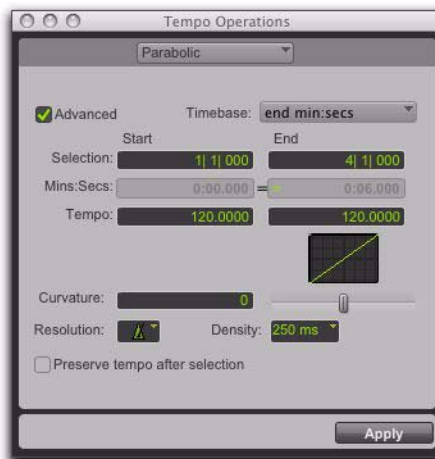 Tempo Operations
Parabolic
Advanced Timebase: end min:secs
Start End
Selection: 1| 1| 000 4| 1| 000
Mins:Secs: 0:00.000 = 0:06.000
Tempo: 120.0000 120.0000
Curvature: 0
Resolution: Density: 250 ms
Preserve tempo after selection
Apply